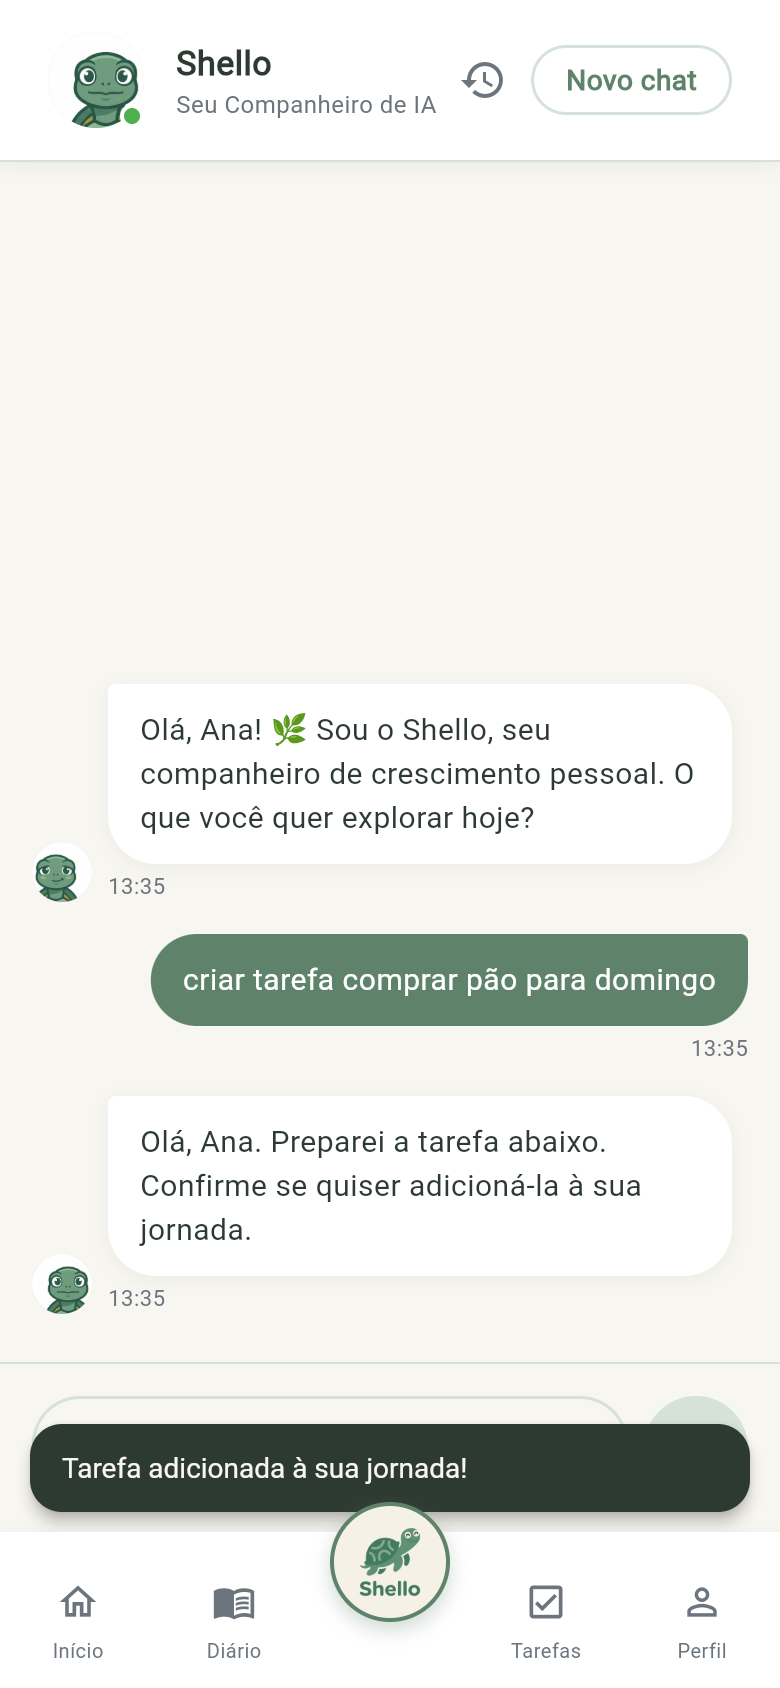 Shello
Seu Companheiro de IA
Novo chat
Olá, Ana! 🌿 Sou o Shello, seu
companheiro de crescimento pessoal. O
que você quer explorar hoje?
13:35
criar tarefa comprar pão para domingo
13:35
Olá, Ana. Preparei a tarefa abaixo.
Confirme se quiser adicioná-la à sua
jornada.
13:35
Tarefa adicionada à sua jornada!
Shello
Início
Diário
Tarefas
Perfil